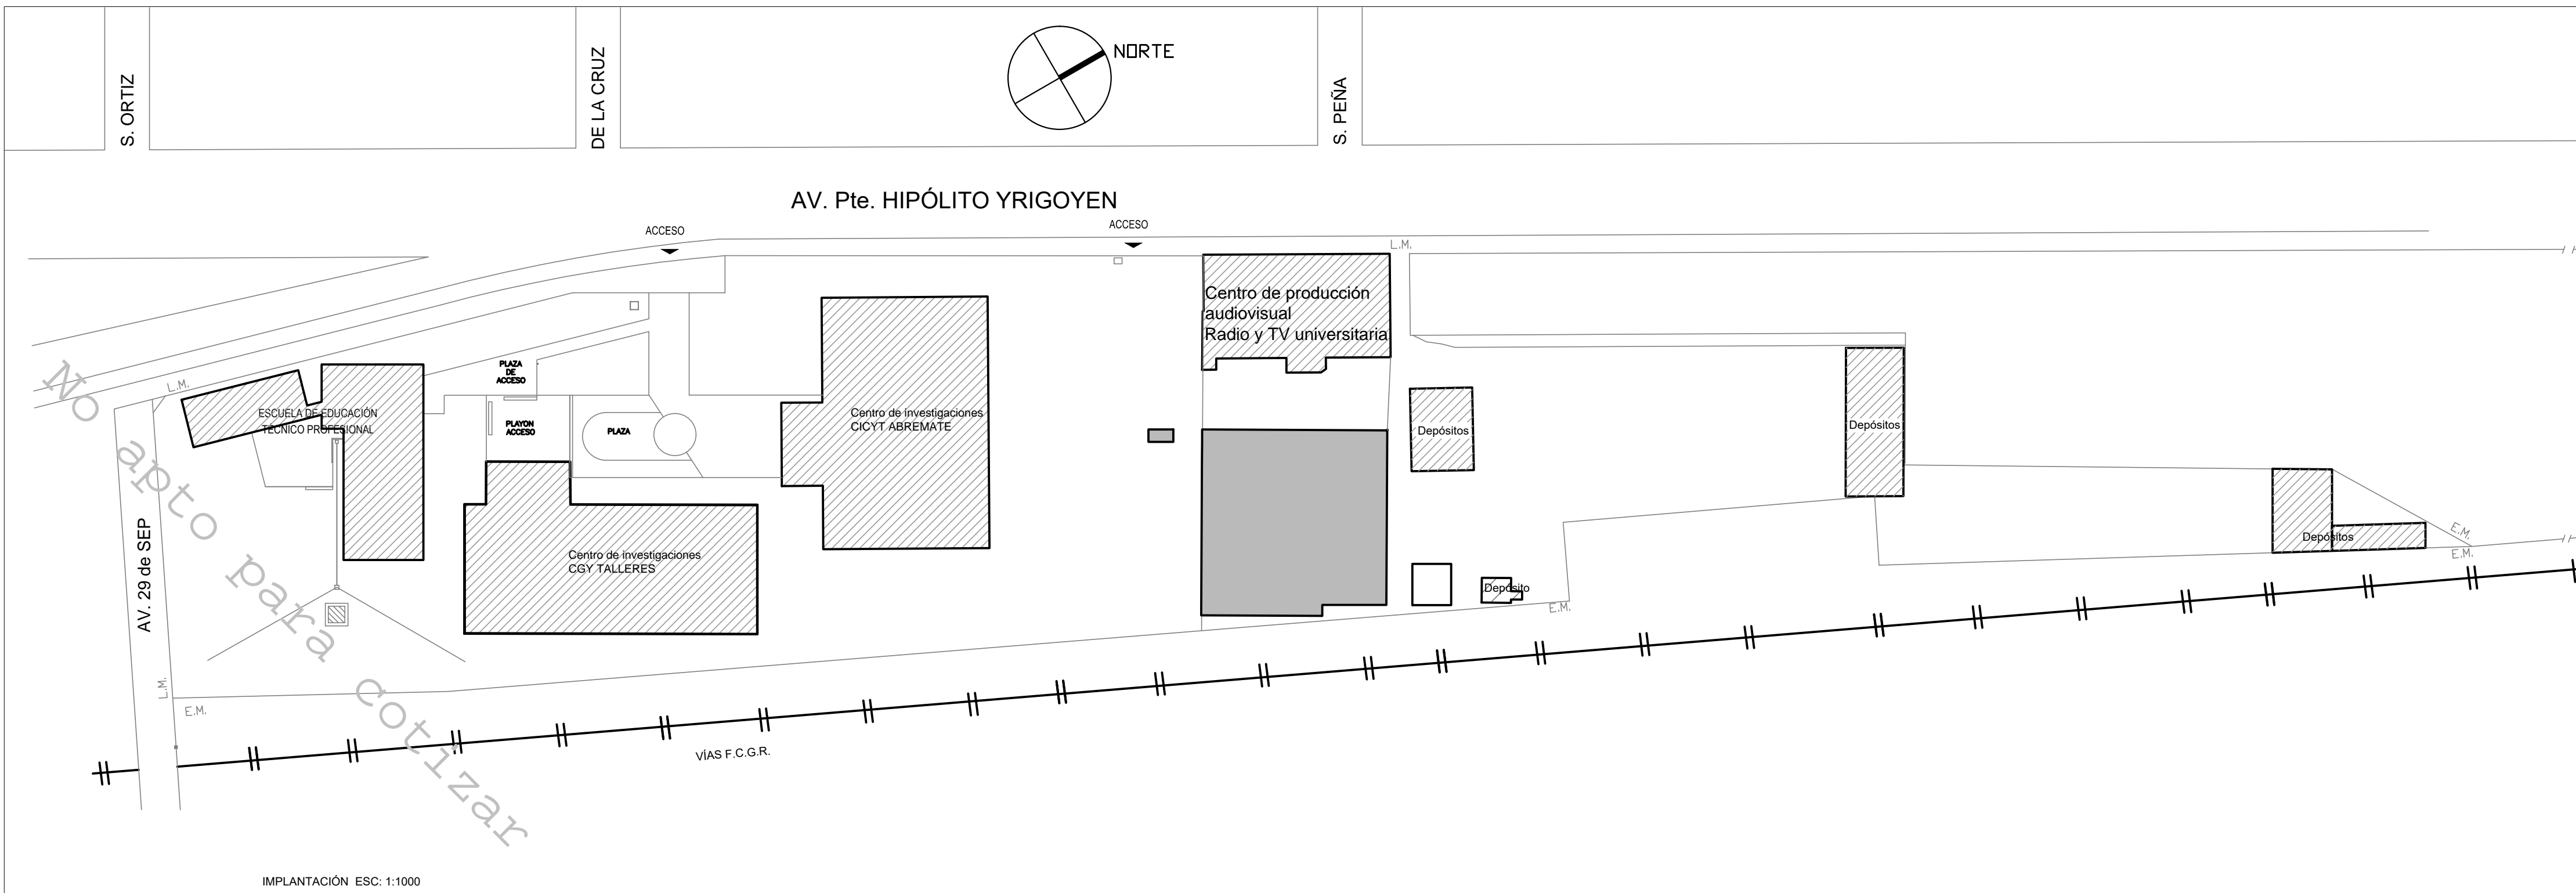 S. ORTIZ
DE LA CRUZ
NORTE
S. PEÑA
AV. Pte. HIPÓLITO YRIGOYEN
ACCESO
ACCESO
L.M.
Centro de producción
audiovisual
Radio y TV universitaria
PLAZA
DE
ACCESO
L.M.
ESCUELA DE EDUCACIÓN
TÉCNICO PROFESIONAL
PLAYON
ACCESO
PLAZA
Centro de investigaciones
CICYT ABREMATE
Depósitos
Depósitos
Depósitos
E.M.
E.M.
Centro de investigaciones
CGY TALLERES
Depósito
E.M.
AV. 29 de SEP
L.M.
E.M.
VÍAS F.C.G.R.
No apto para cotizar
IMPLANTACIÓN ESC: 1:1000